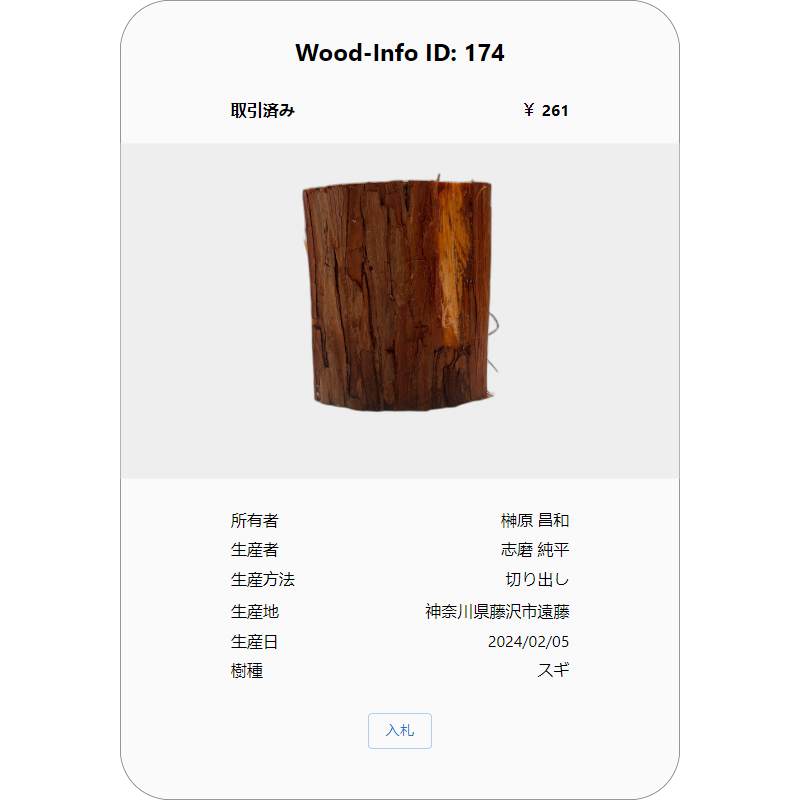 Wood-Info ID: 174
取引済み ￥ 261
所有者 榊原 昌和
生産者 志磨 純平
生産方法 切り出し
生産地 神奈川県藤沢市遠藤
生産日 2024/02/05
樹種 スギ
入札